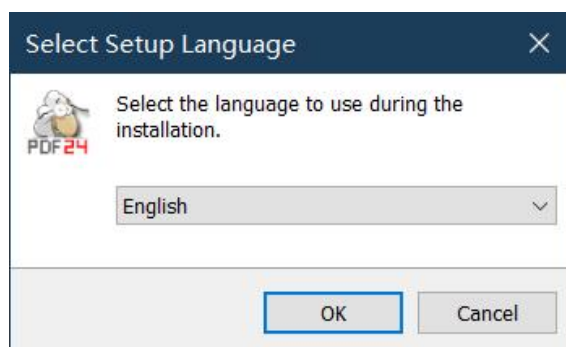 Select Setup Language
Select the language to use during the
installation.
PDF24
English
OK
Cancel